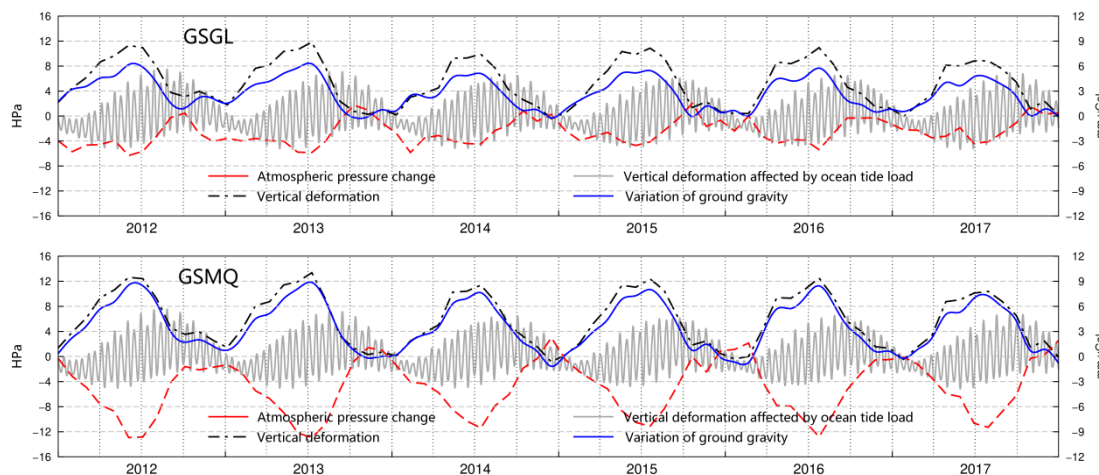 16 12
12 GSGL 9
8 6
4 3
0 0
−4 −3
−8 −6
−12 −9
−16 −12
HPa
Atmospheric pressure change Vertical deformation affected by ocean tide load
Vertical deformation Variation of ground gravity
2012 2013 2014 2015 2016 2017
16 12
12 GSMQ 9
8 6
4 3
0 0
−4 −3
−8 −6
−12 −9
−16 −12
HPa
Atmospheric pressure change Vertical deformation affected by ocean tide load
Vertical deformation Variation of ground gravity
2012 2013 2014 2015 2016 2017